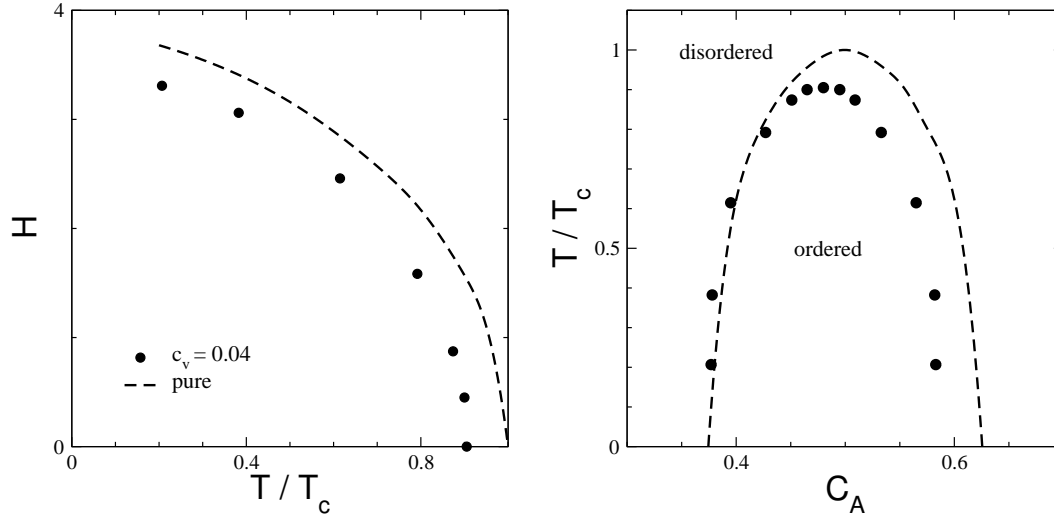 4
H
0
0
0.4
0.8
T / T_c
c_v = 0.04
pure
1
T / T_c
0.5
0
0.4
0.6
C_A
disordered
ordered